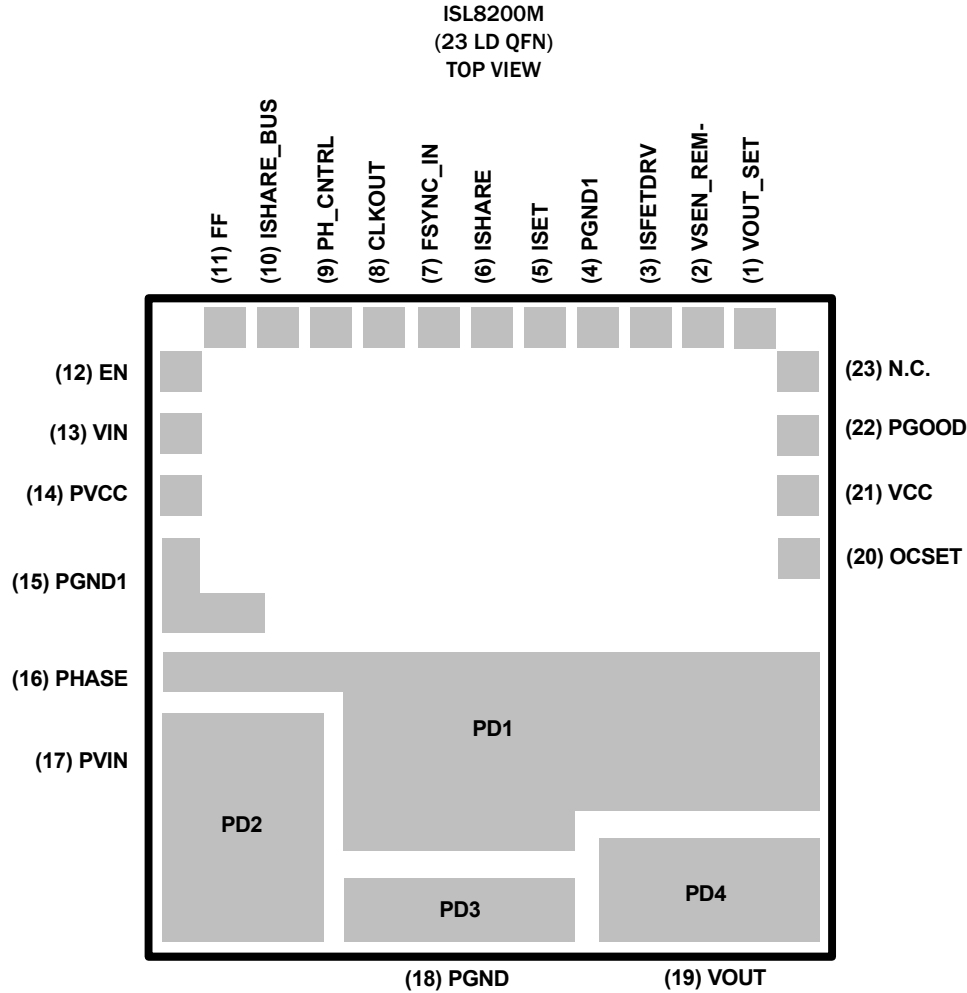 ISL8200M
(23 LD QFN)
TOP VIEW
(11) FF
(10) ISHARE_BUS
(9) PH_CNTRL
(8) CLKOUT
(7) FSYNC_IN
(6) ISHARE
(5) ISET
(4) PGND1
(3) ISFETDRV
(2) VSEN_REM-
(1) VOUT_SET
(12) EN
(13) VIN
(14) PVCC
(15) PGND1
(16) PHASE
(17) PVIN
(23) N.C.
(22) PGOOD
(21) VCC
(20) OCSET
PD1
PD2
PD3
PD4
(18) PGND
(19) VOUT